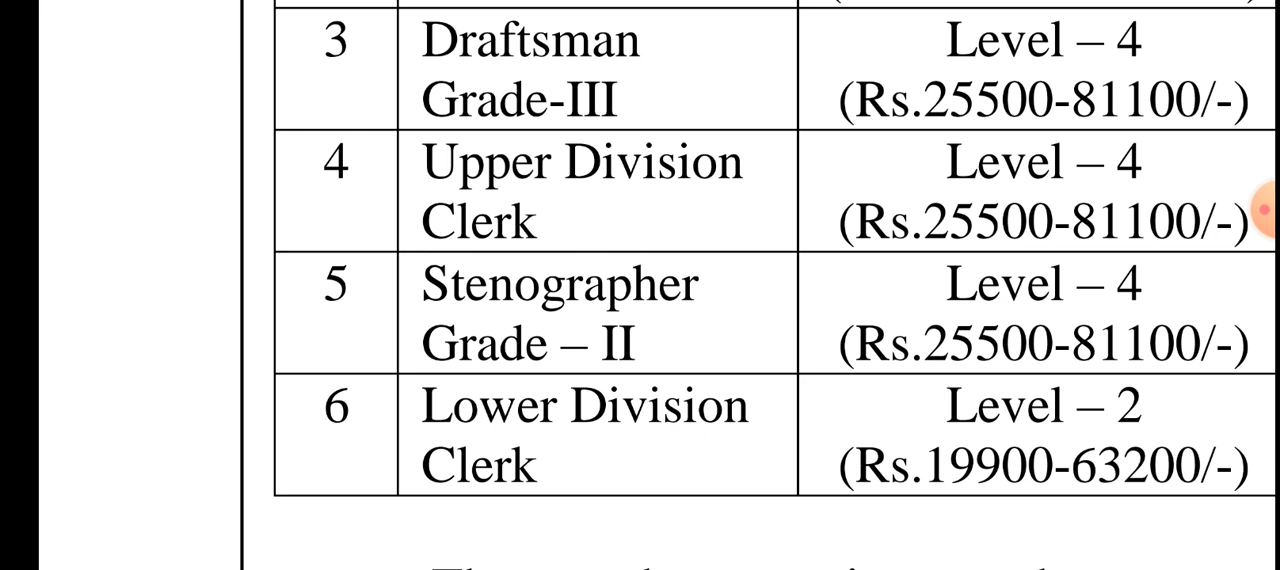 3 Draftsman Level – 4
Grade-III (Rs.25500-81100/-)
4 Upper Division Level – 4
Clerk (Rs.25500-81100/-)
5 Stenographer Level – 4
Grade – II (Rs.25500-81100/-)
6 Lower Division Level – 2
Clerk (Rs.19900-63200/-)